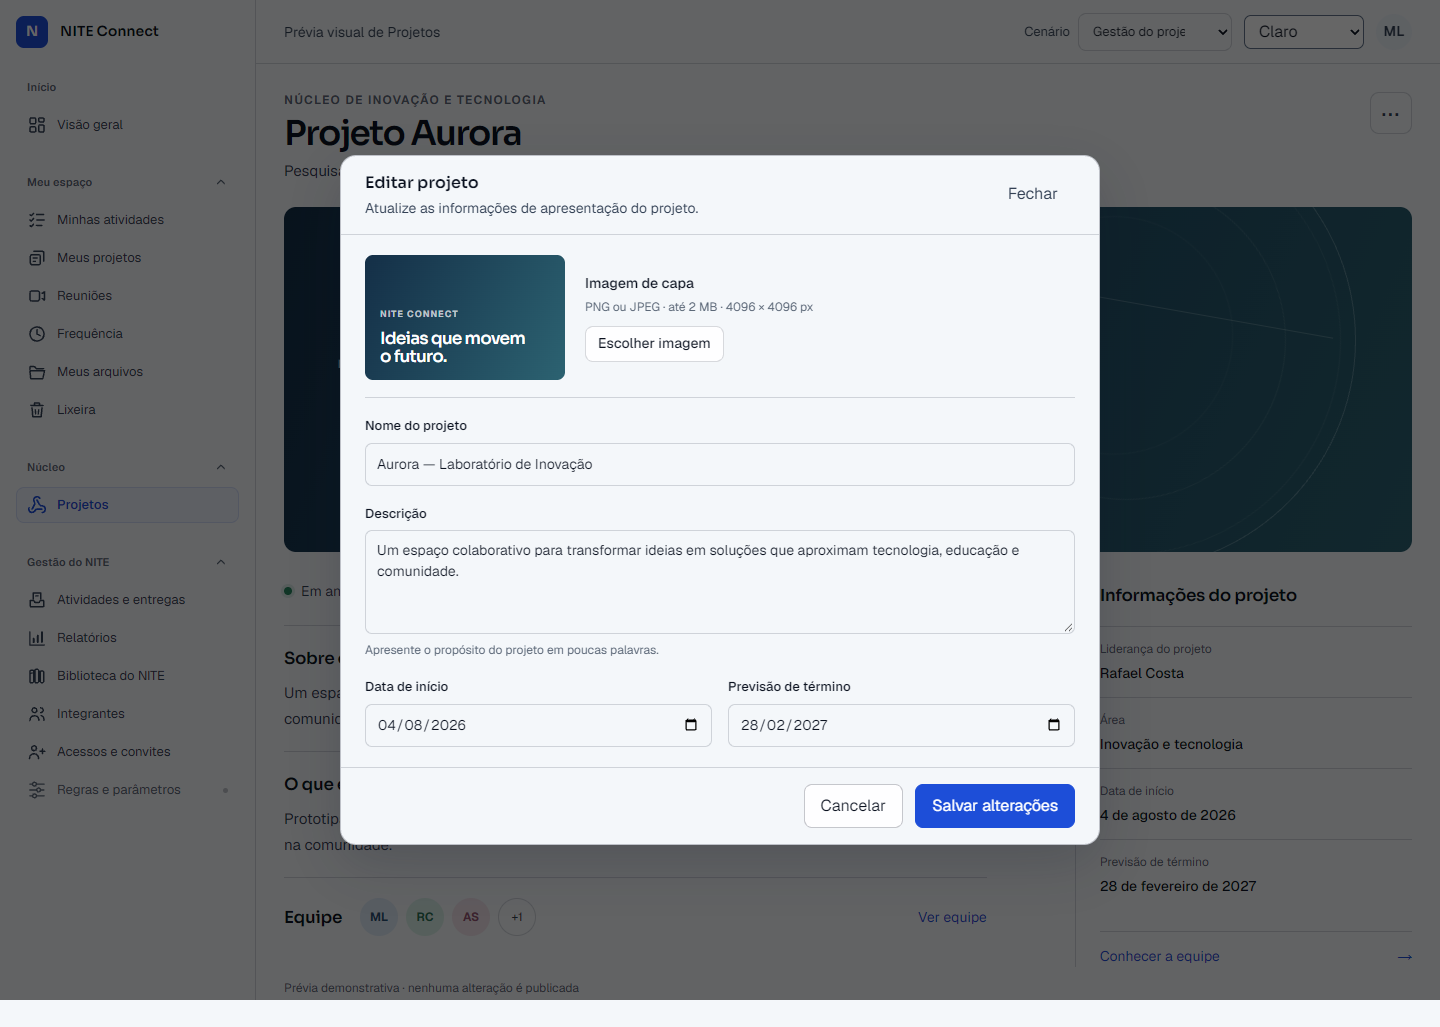 N NITE Connect
Prévia visual de Projetos
Cenário
Gestão do proje
Claro
ML
Início
Visão geral
Meu espaço
Minhas atividades
Meus projetos
Reuniões
Frequência
Meus arquivos
Lixeira
Núcleo
Projetos
Gestão do NITE
Atividades e entregas
Relatórios
Biblioteca do NITE
Integrantes
Acessos e convites
Regras e parâmetros
NÚCLEO DE INOVAÇÃO E TECNOLOGIA
Projeto Aurora
...
Editar projeto
Atualize as informações de apresentação do projeto.
Fechar
NITE CONNECT
Ideias que movem
o futuro.
Imagem de capa
PNG ou JPEG · até 2 MB · 4096 × 4096 px
Escolher imagem
Nome do projeto
Aurora — Laboratório de Inovação
Descrição
Um espaço colaborativo para transformar ideias em soluções que aproximam tecnologia, educação e
comunidade.
Apresente o propósito do projeto em poucas palavras.
Data de início
04/08/2026
Previsão de término
28/02/2027
Cancelar
Salvar alterações
Em
Sobre
Um
O que
na comunidade.
Equipe
ML
RC
AS
+1
Ver equipe
Prévia demonstrativa · nenhuma alteração é publicada
Informações do projeto
Liderança do projeto
Rafael Costa
Área
Inovação e tecnologia
Data de início
4 de agosto de 2026
Previsão de término
28 de fevereiro de 2027
Conhecer a equipe →